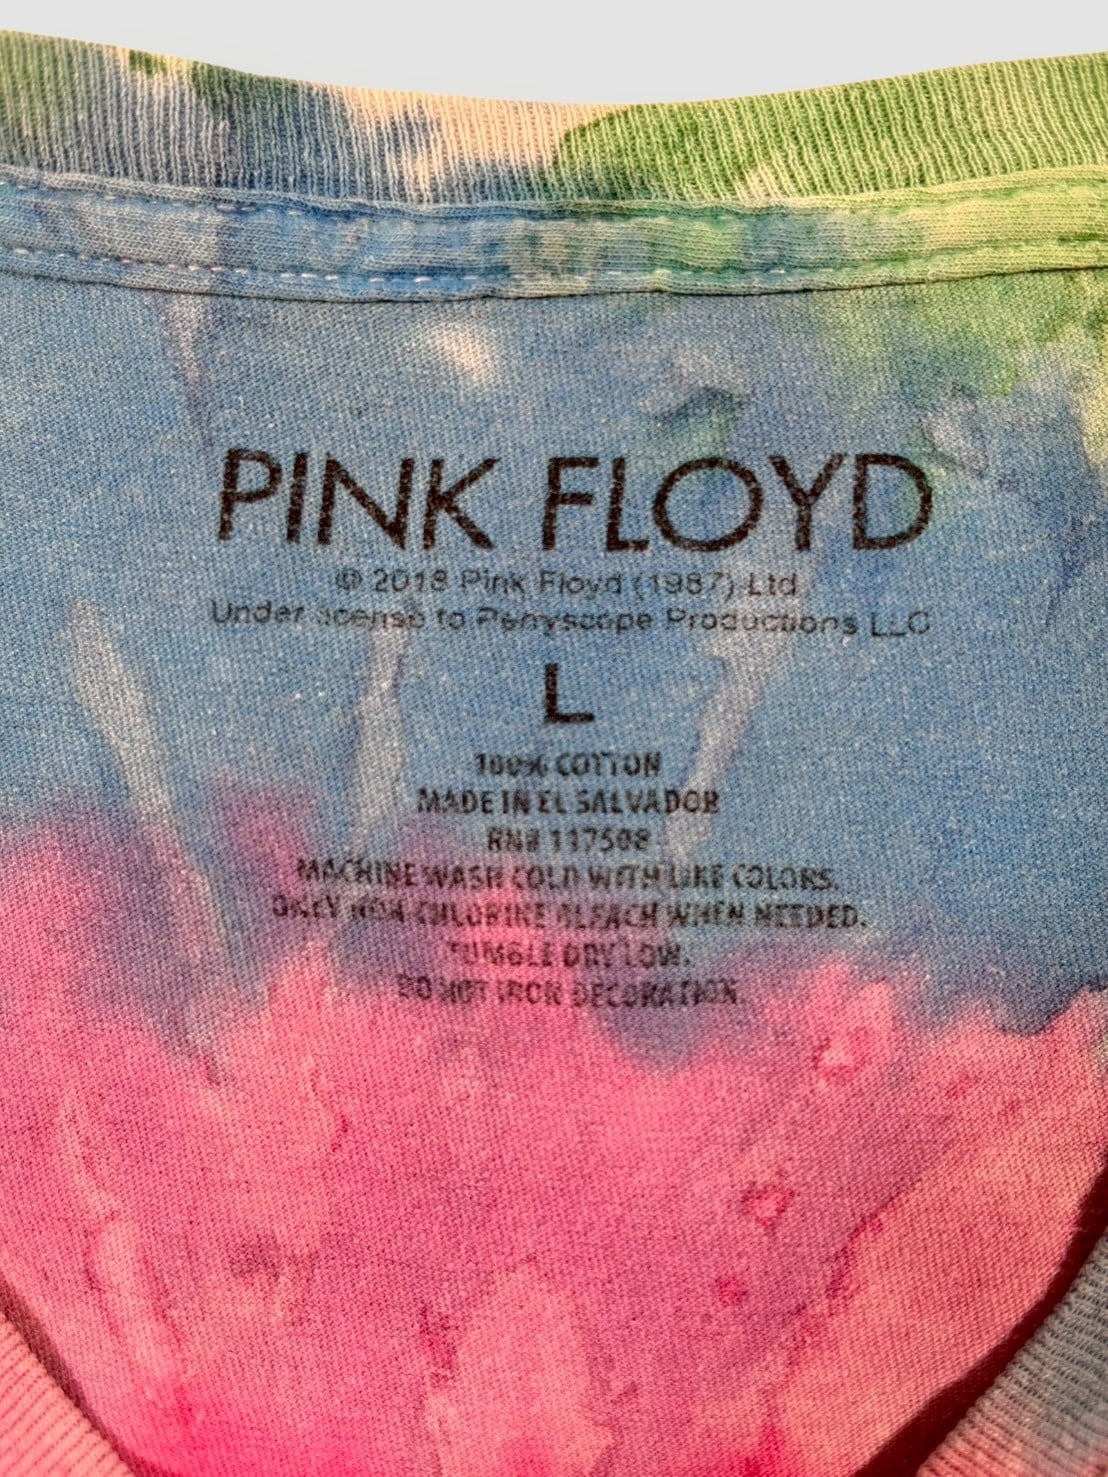 PINK FLOYD
© 2018 Pink Floyd (1987) Ltd
Under license to Perryscope Productions LLC
L
100% COTTON
MADE IN EL SALVADOR
RN# 117508
MACHINE WASH COLD WITH LIKE COLORS.
ONLY NON-CHLORINE BLEACH WHEN NEEDED.
TUMBLE DRY LOW.
DO NOT IRON DECORATION.